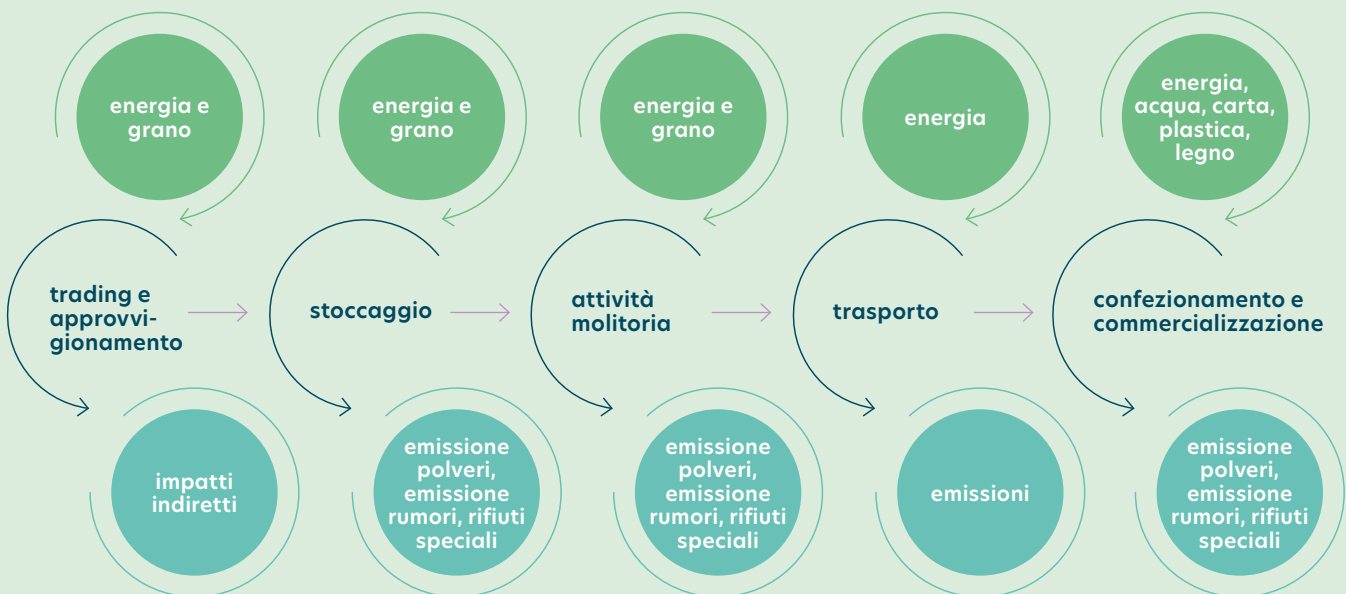 energia e
grano
energia e
grano
energia e
grano
energia
energia,
acqua, carta,
plastica,
legno
trading e
approvvi-
gionamento
stoccaggio
attività
molitoria
trasporto
confezionamento e
commercializzazione
impatti
indiretti
emissione
polveri,
emissione
rumori, rifiuti
speciali
emissione
polveri,
emissione
rumori, rifiuti
speciali
emissioni
emissione
polveri,
emissione
rumori, rifiuti
speciali